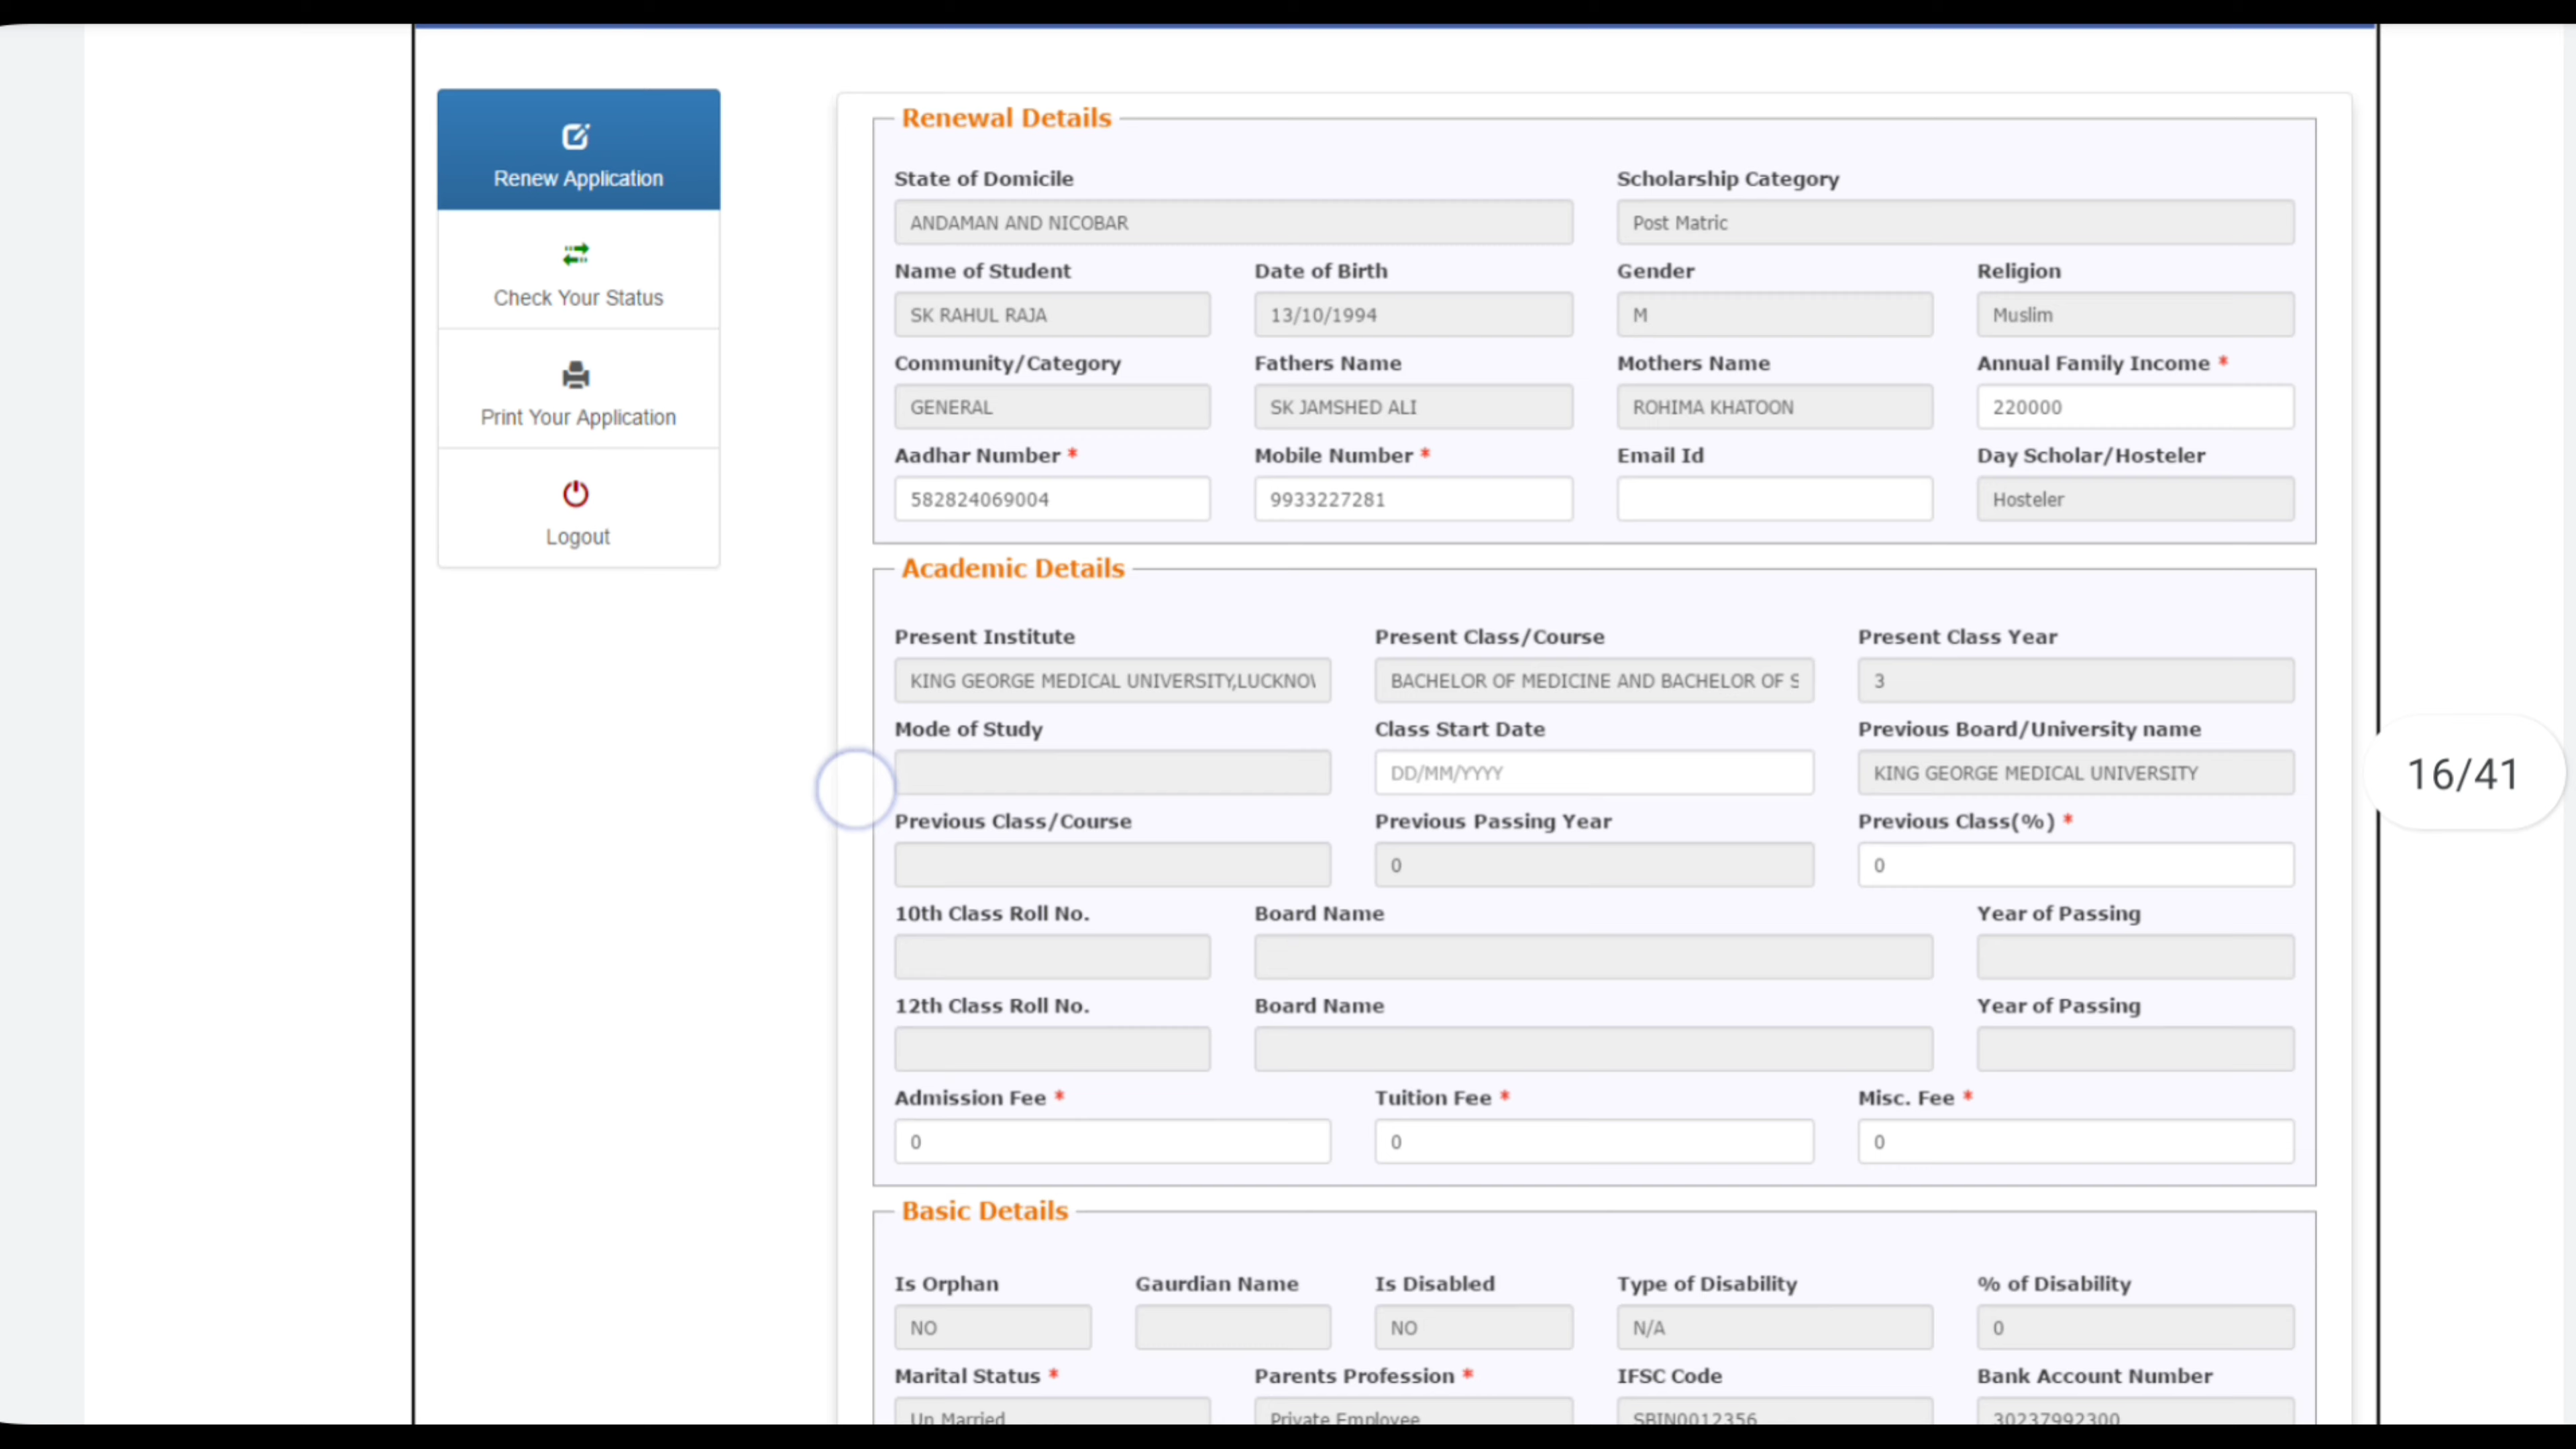 Renew Application
Check Your Status
Print Your Application
Logout
Renewal Details
State of Domicile Scholarship Category
ANDAMAN AND NICOBAR Post Matric
Name of Student Date of Birth Gender Religion
SK RAHUL RAJA 13/10/1994 M Muslim
Community/Category Fathers Name Mothers Name Annual Family Income *
GENERAL SK JAMSHED ALI ROHIMA KHATOON 220000
Aadhar Number * Mobile Number * Email Id Day Scholar/Hosteler
582824069004 9933227281 Hosteler
Academic Details
Present Institute Present Class/Course Present Class Year
KING GEORGE MEDICAL UNIVERSITY,LUCKNO BACHELOR OF MEDICINE AND BACHELOR OF S 3
Mode of Study Class Start Date Previous Board/University name
DD/MM/YYYY KING GEORGE MEDICAL UNIVERSITY
16/41
Previous Class/Course Previous Passing Year Previous Class(%) *
0 0
10th Class Roll No. Board Name Year of Passing
12th Class Roll No. Board Name Year of Passing
Admission Fee * Tuition Fee * Misc. Fee *
0 0 0
Basic Details
Is Orphan Gaurdian Name Is Disabled Type of Disability % of Disability
NO NO N/A 0
Marital Status * Parents Profession * IFSC Code Bank Account Number
Un Married Private Employee SBIN0012356 30237992300